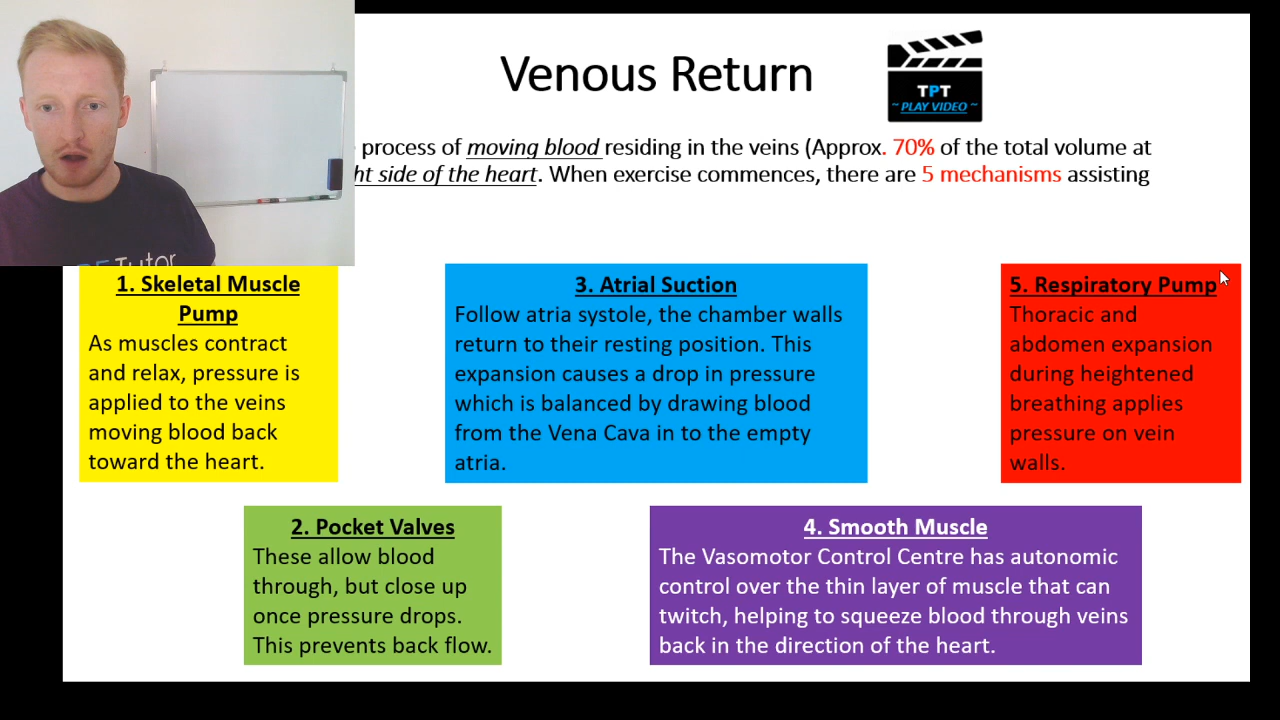 Venous Return
TPT
~ PLAY VIDEO ~
process of moving blood residing in the veins (Approx. 70% of the total volume at
ht side of the heart. When exercise commences, there are 5 mechanisms assisting
Tutor
1. Skeletal Muscle
Pump
As muscles contract
and relax, pressure is
applied to the veins
moving blood back
toward the heart.
3. Atrial Suction
Follow atria systole, the chamber walls
return to their resting position. This
expansion causes a drop in pressure
which is balanced by drawing blood
from the Vena Cava in to the empty
atria.
5. Respiratory Pump
Thoracic and
abdomen expansion
during heightened
breathing applies
pressure on vein
walls.
2. Pocket Valves
These allow blood
through, but close up
once pressure drops.
This prevents back flow.
4. Smooth Muscle
The Vasomotor Control Centre has autonomic
control over the thin layer of muscle that can
twitch, helping to squeeze blood through veins
back in the direction of the heart.